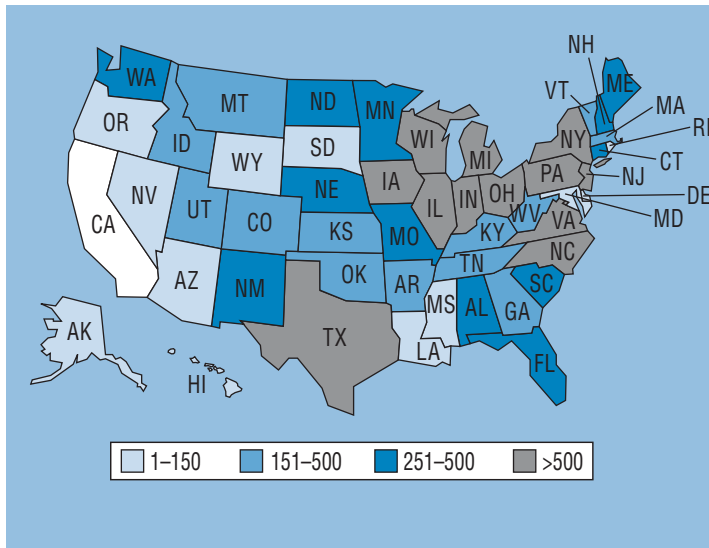 NH
WA
ME
MT
ND
VT
MN
MA
OR
ID
WI
NY
RI
SD
WY
MI
CT
PA
IA
NJ
NE
NV
OH
DE
IL
IN
UT
WV
CA
CO
VA
MD
KS
MO
KY
NC
TN
OK
AZ
AR
SC
NM
MS
AL
GA
AK
TX
LA
FL
HI
1–150
151–500
251–500
>500